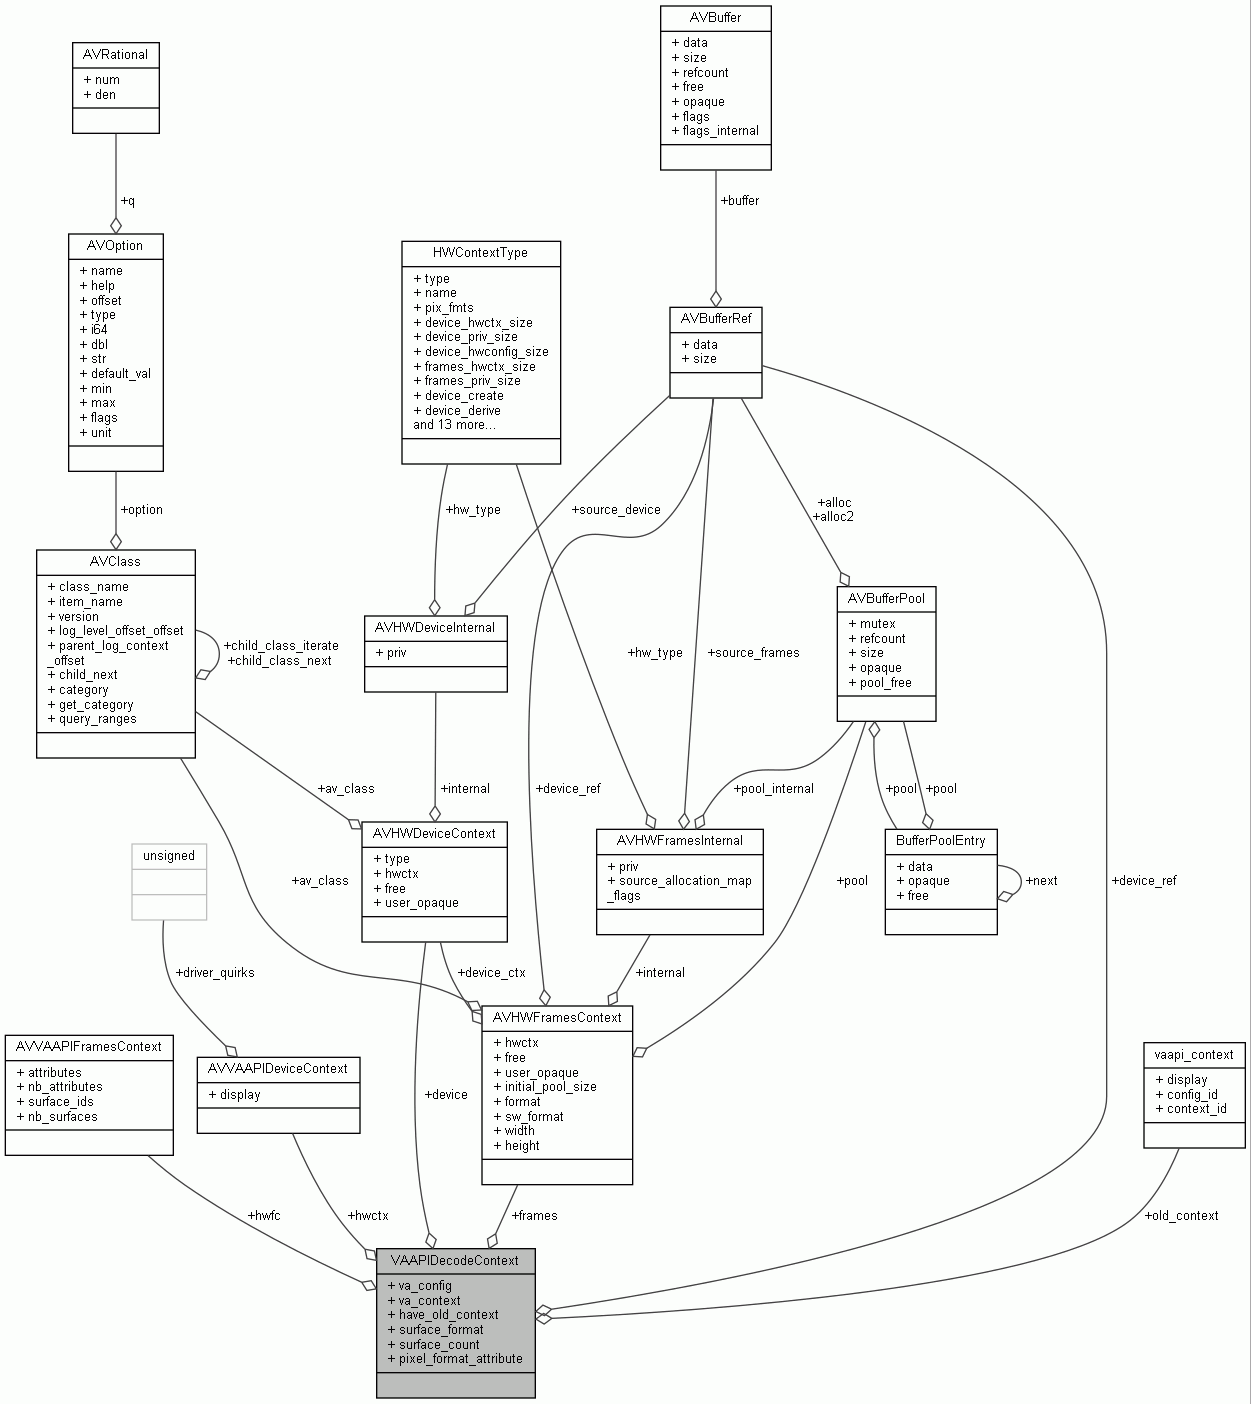 AVBuffer
+ data
+ size
+ refcount
+ free
+ opaque
+ flags
+ flags_internal
AVRational
+ num
+ den
+q
+buffer
AVOption
+ name
+ help
+ offset
+ type
+ i64
+ dbl
+ str
+ default_val
+ min
+ max
+ flags
+ unit
HWContextType
+ type
+ name
+ pix_fmts
+ device_hwctx_size
+ device_priv_size
+ device_hwconfig_size
+ frames_hwctx_size
+ frames_priv_size
+ device_create
+ device_derive
and 13 more...
AVBufferRef
+ data
+ size
+option
+hw_type
+source_device
+alloc
+alloc2
AVClass
+ class_name
+ item_name
+ version
+ log_level_offset_offset
+ parent_log_context
_offset
+ child_next
+ category
+ get_category
+ query_ranges
+child_class_iterate
+child_class_next
AVHWDeviceInternal
+ priv
+hw_type
+source_frames
AVBufferPool
+ mutex
+ refcount
+ size
+ opaque
+ pool_free
+av_class
+internal
+device_ref
+pool_internal
+pool
+pool
AVHWDeviceContext
+ type
+ hwctx
+ free
+ user_opaque
AVHWFramesInternal
+ priv
+ source_allocation_map
_flags
BufferPoolEntry
+ data
+ opaque
+ free
+next
unsigned
+av_class
+pool
+device_ref
+driver_quirks
+device_ctx
+internal
AVVAAPIFramesContext
+ attributes
+ nb_attributes
+ surface_ids
+ nb_surfaces
AVVAAPIDeviceContext
+ display
+device
AVHWFramesContext
+ hwctx
+ free
+ user_opaque
+ initial_pool_size
+ format
+ sw_format
+ width
+ height
vaapi_context
+ display
+ config_id
+ context_id
+hwfc
+hwctx
+frames
+old_context
VAAPIDecodeContext
+ va_config
+ va_context
+ have_old_context
+ surface_format
+ surface_count
+ pixel_format_attribute